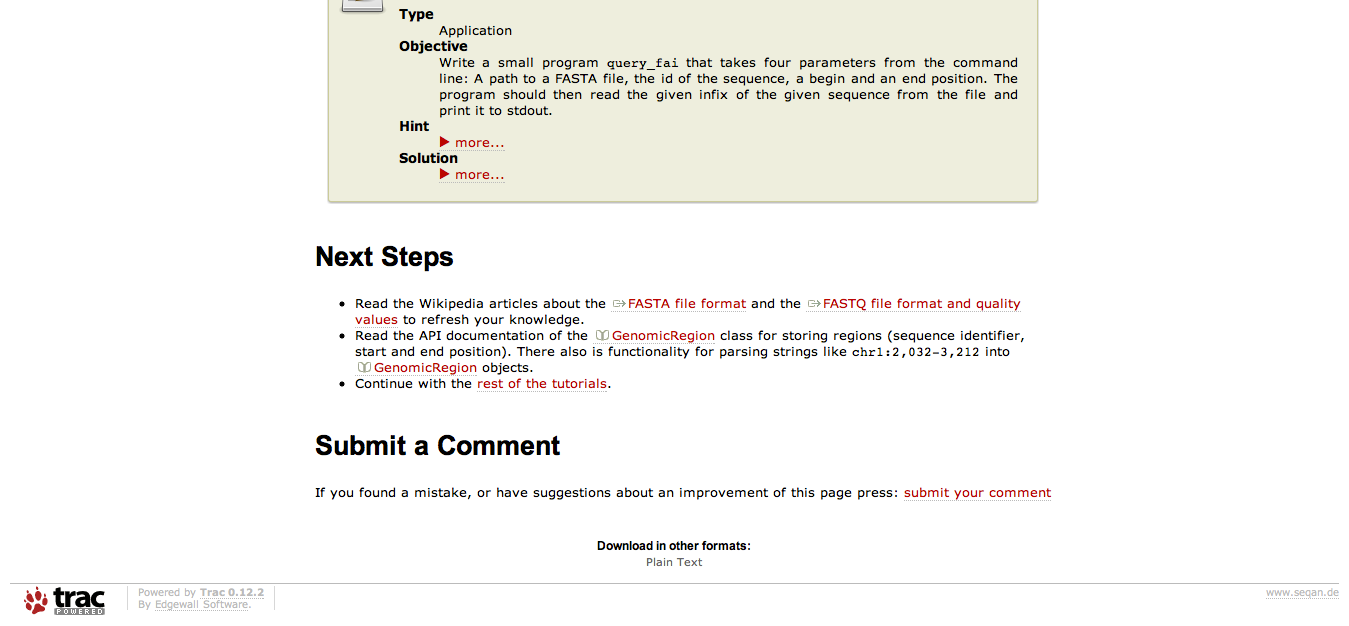 Type
Application
Objective
Write a small program query_fai that takes four parameters from the command
line: A path to a FASTA file, the id of the sequence, a begin and an end position. The
program should then read the given infix of the given sequence from the file and
print it to stdout.
Hint
more...
Solution
more...
Next Steps
Read the Wikipedia articles about the FASTA file format and the FASTQ file format and quality
values to refresh your knowledge.
Read the API documentation of the GenomicRegion class for storing regions (sequence identifier,
start and end position). There also is functionality for parsing strings like chr1:2,032-3,212 into
GenomicRegion objects.
Continue with the rest of the tutorials.
Submit a Comment
If you found a mistake, or have suggestions about an improvement of this page press: submit your comment
Download in other formats:
Plain Text
trac
POWERED
Powered by Trac 0.12.2
By Edgewall Software.
www.seqan.de